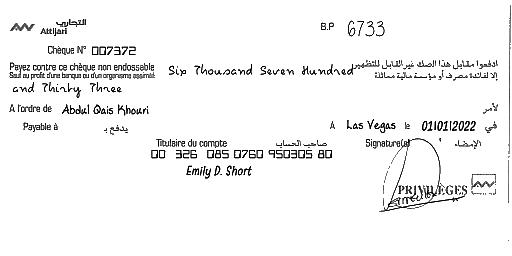 التجاري
Attijari
B.P 6733
Chèque N° 007372
Payez contre ce chèque non endossable
Sauf au profit d'une banque ou d'un organisme assimilé
Six Thousand Seven Hundred
ادفعوا مقابل هذا الصك غير القابل للتظهير
إلا لفائدة مصرف أو مؤسسة مالية مماثلة
and Thirty Three
A l'ordre de Abdul Qais Khouri لأمر
Payable à يدفع بـ
A Las Vegas le 01/01/2022 في
Titulaire du compte صاحب الحساب
Signature(s) الإمضاء
00 326 085 0760 950305 80
Emily D. Short
PRIVILÈGES